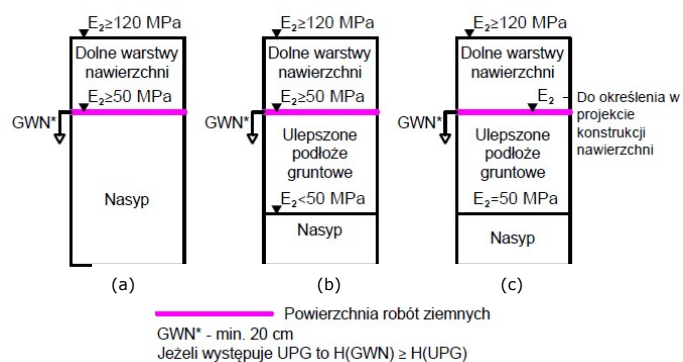 E₂≥120 MPa
Dolne warstwy
nawierzchni
E₂≥50 MPa
GWN*
Nasyp
(a)
E₂≥120 MPa
Dolne warstwy
nawierzchni
E₂≥50 MPa
GWN*
Ulepszone
podłoże
gruntowe
E₂<50 MPa
Nasyp
(b)
E₂≥120 MPa
Dolne warstwy
nawierzchni
E₂ - Do określenia w
projekcie
konstrukcji
nawierzchni
GWN*
Ulepszone
podłoże
gruntowe
E₂=50 MPa
Nasyp
(c)
Powierzchnia robót ziemnych
GWN* - min. 20 cm
Jeżeli występuje UPG to H(GWN) ≥ H(UPG)